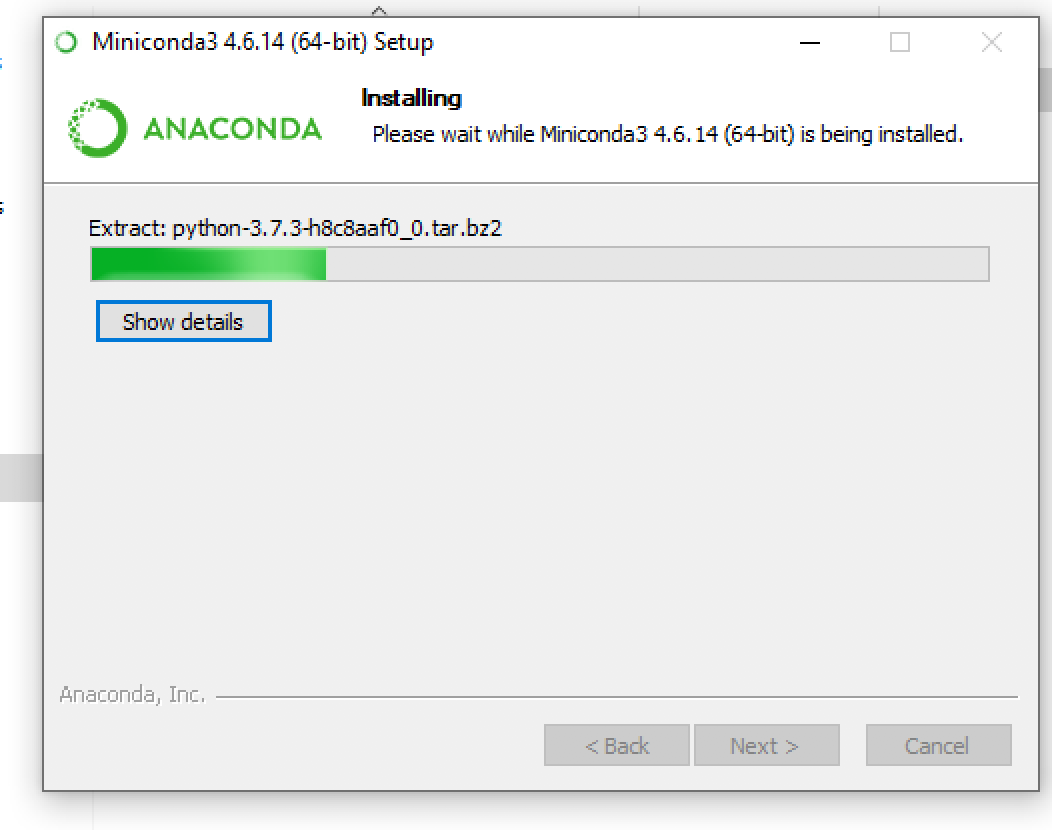 Miniconda3 4.6.14 (64-bit) Setup
ANACONDA
Installing
Please wait while Miniconda3 4.6.14 (64-bit) is being installed.
Extract: python-3.7.3-h8c8aaf0_0.tar.bz2
Show details
Anaconda, Inc.
< Back
Next >
Cancel